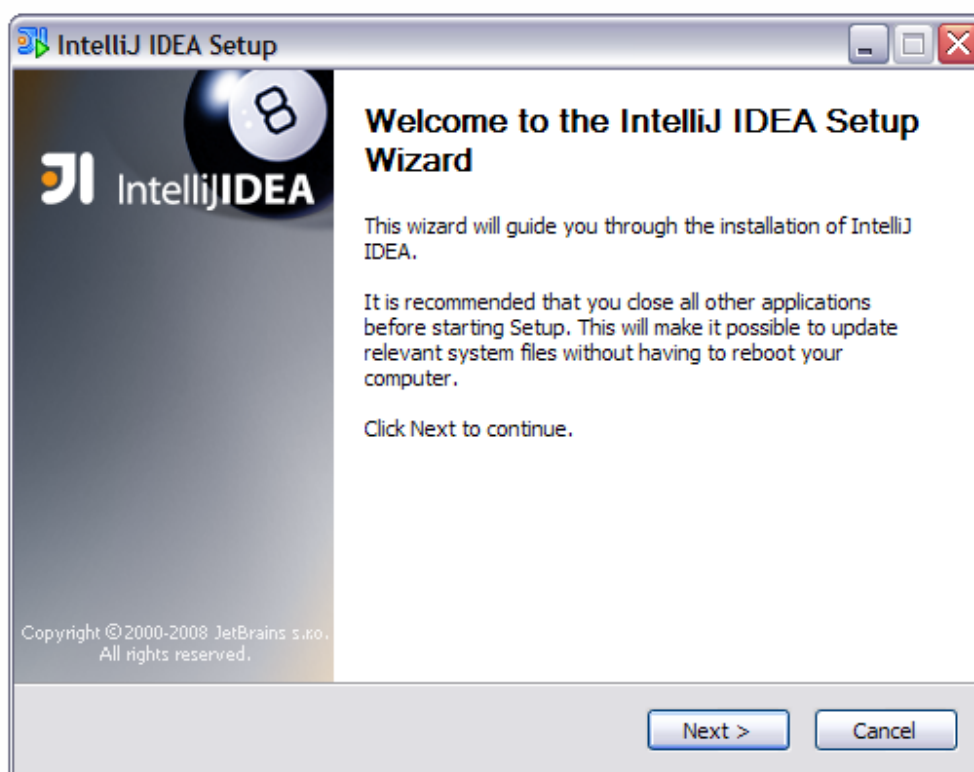 IntelliJ IDEA Setup
8
JI IntelliJIDEA
Welcome to the IntelliJ IDEA Setup
Wizard
This wizard will guide you through the installation of IntelliJ
IDEA.
It is recommended that you close all other applications
before starting Setup. This will make it possible to update
relevant system files without having to reboot your
computer.
Click Next to continue.
Copyright ©2000-2008 JetBrains s.r.o.
All rights reserved.
Next >
Cancel